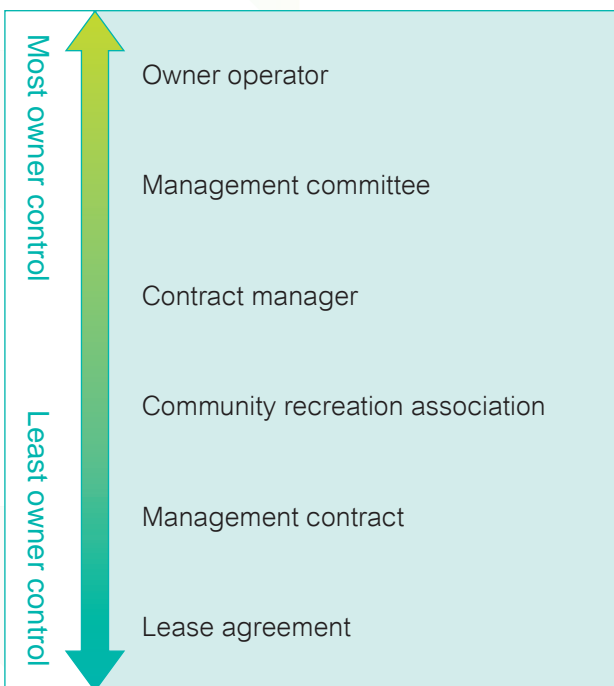 Most owner control
Owner operator
Management committee
Contract manager
Least owner control
Community recreation association
Management contract
Lease agreement